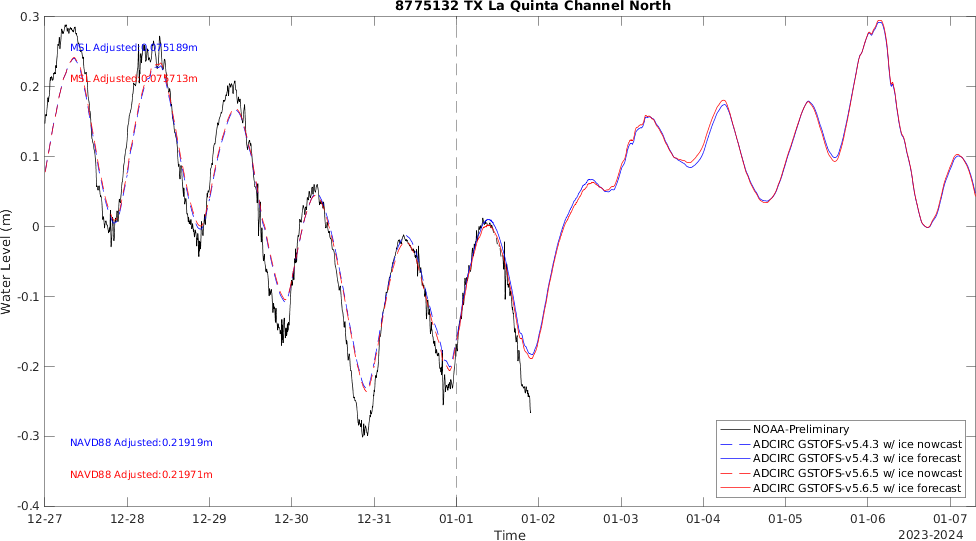 8775132 TX La Quinta Channel North
0.3
0.2
0.1
0
-0.1
-0.2
-0.3
-0.4
Water Level (m)
MSL Adjusted:0.075189m
MSL Adjusted:0.075713m
NAVD88 Adjusted:0.21919m
NAVD88 Adjusted:0.21971m
NOAA-Preliminary
ADCIRC GSTOFS-v5.4.3 w/ ice nowcast
ADCIRC GSTOFS-v5.4.3 w/ ice forecast
ADCIRC GSTOFS-v5.6.5 w/ ice nowcast
ADCIRC GSTOFS-v5.6.5 w/ ice forecast
12-27 12-28 12-29 12-30 12-31 01-01 01-02 01-03 01-04 01-05 01-06 01-07
Time
2023-2024